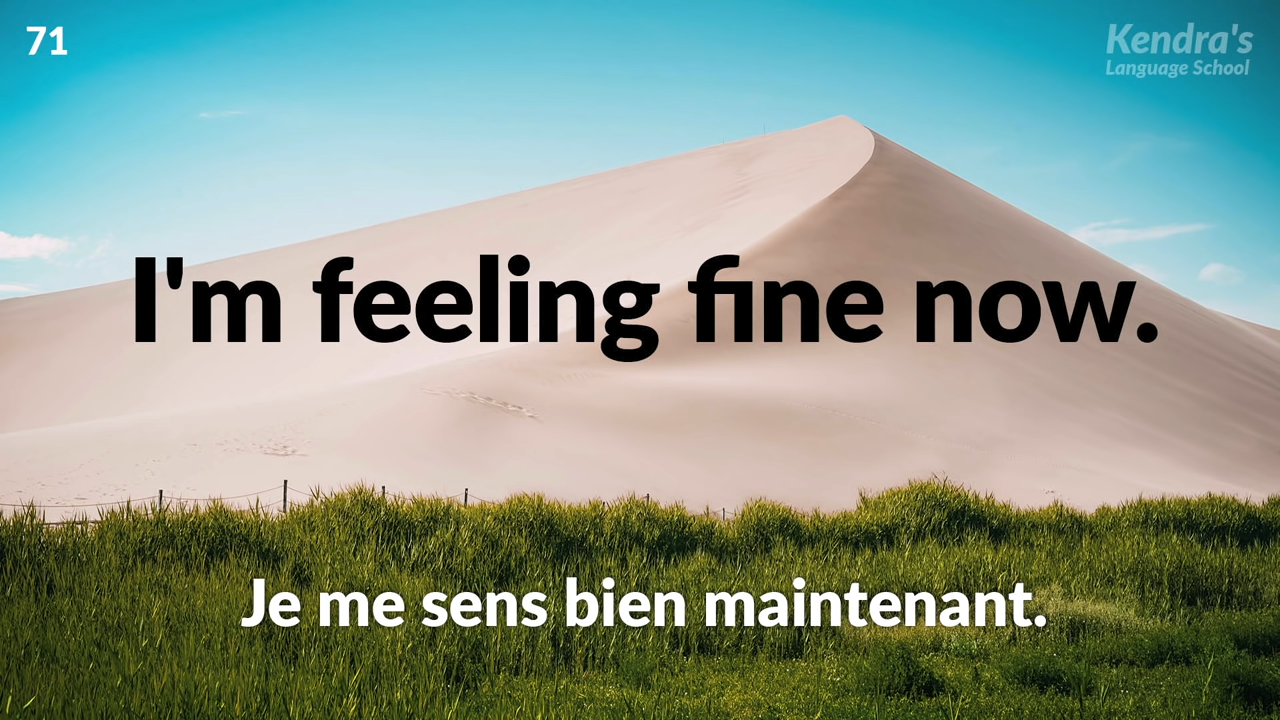 71
Kendra's
Language School
I'm feeling fine now.
Je me sens bien maintenant.